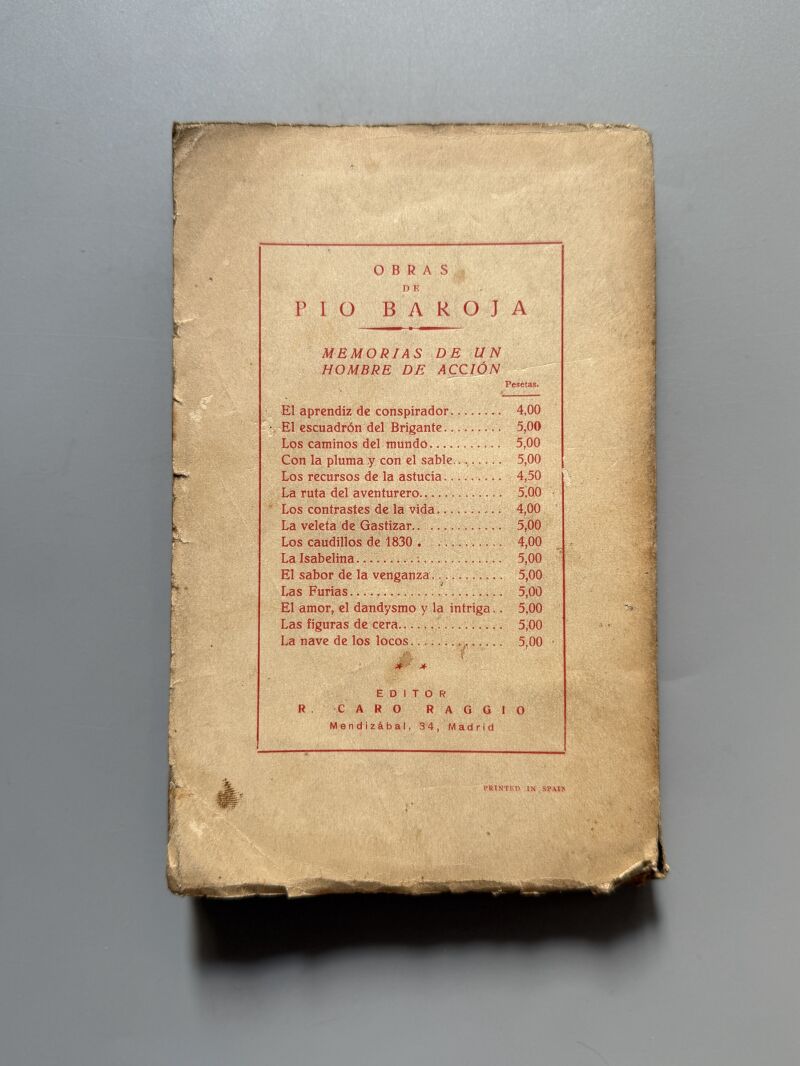 OBRAS
DE
PIO BAROJA
MEMORIAS DE UN
HOMBRE DE ACCIÓN
Pesetas.
El aprendiz de conspirador........ 4,00
El escuadrón del Brigante......... 5,00
Los caminos del mundo........... 5,00
Con la pluma y con el sable........ 5,00
Los recursos de la astucia......... 4,50
La ruta del aventurero............. 5,00
Los contrastes de la vida.......... 4,00
La veleta de Gastizar.. ........... 5,00
Los caudillos de 1830 . ........... 4,00
La Isabelina...................... 5,00
El sabor de la venganza........... 5,00
Las Furias....................... 5,00
El amor, el dandysmo y la intriga.. 5,00
Las figuras de cera................ 5,00
La nave de los locos.............. 5,00
* *
EDITOR
R. CARO RAGGIO
Mendizábal, 34, Madrid
PRINTED IN SPAIN